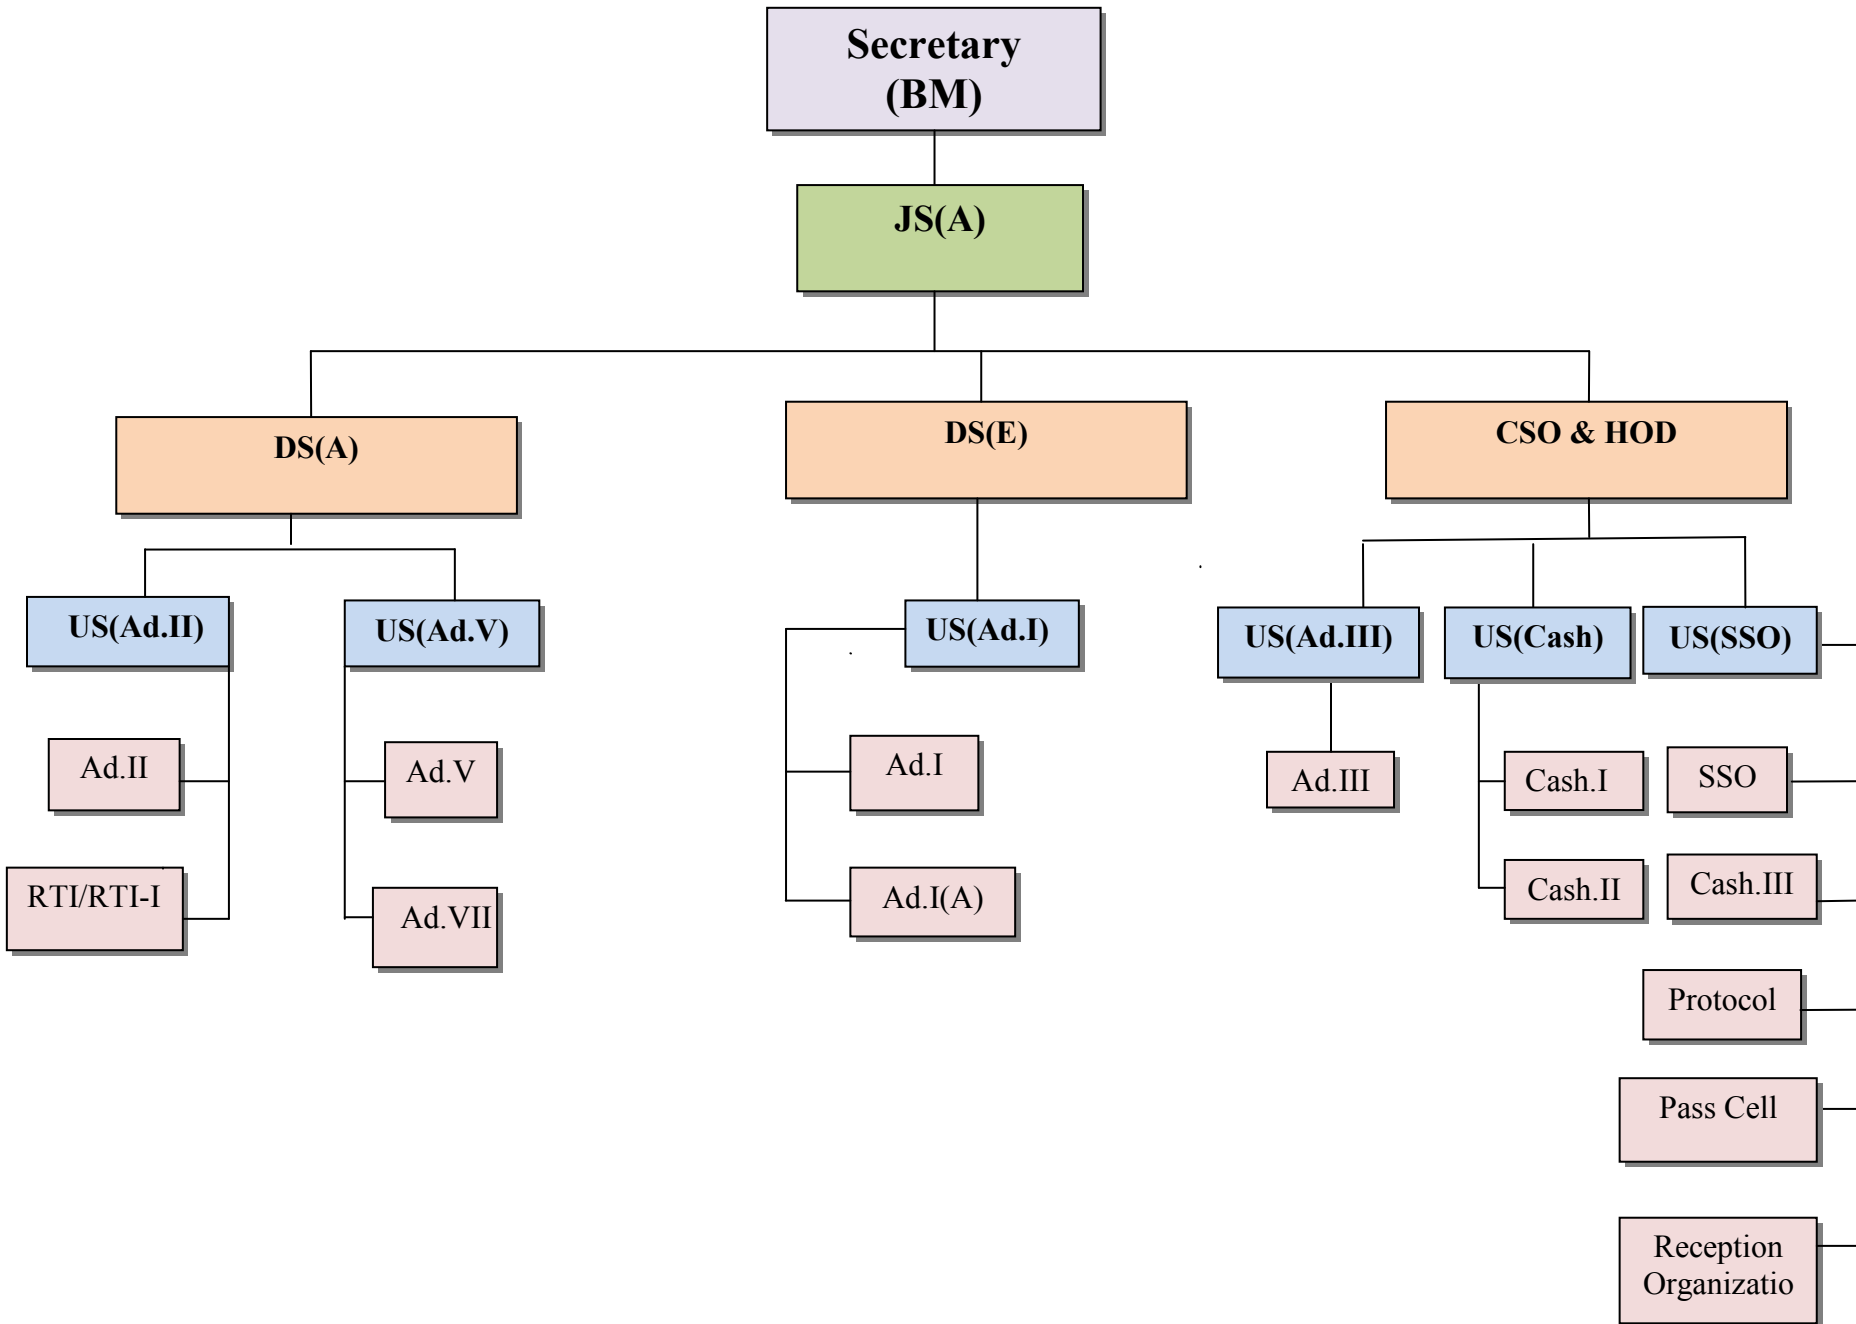 Secretary
(BM)
JS(A)
DS(A)
DS(E)
CSO & HOD
US(Ad.II)
US(Ad.V)
US(Ad.I)
US(Ad.III)
US(Cash)
US(SSO)
Ad.II
Ad.V
Ad.I
Ad.III
Cash.I
SSO
RTI/RTI-I
Ad.VII
Ad.I(A)
Cash.II
Cash.III
Protocol
Pass Cell
Reception
Organizatio